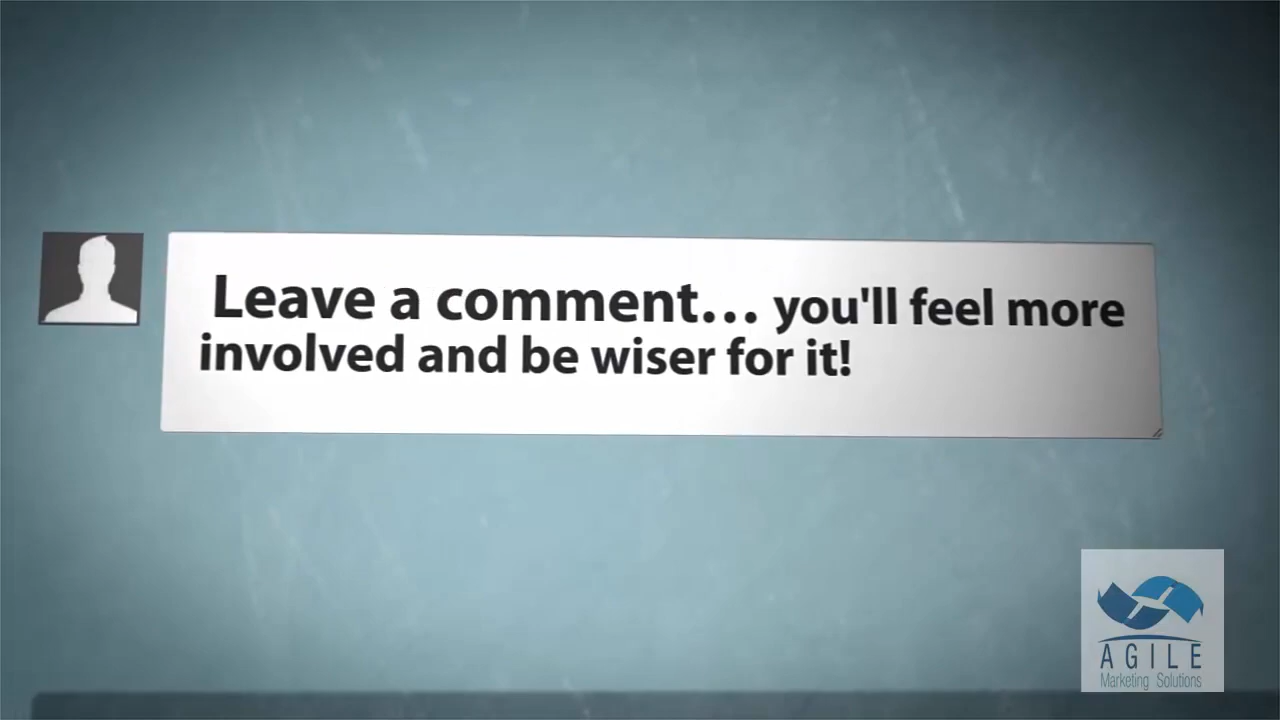 Leave a comment... you'll feel more
involved and be wiser for it!
AGILE
Marketing Solutions